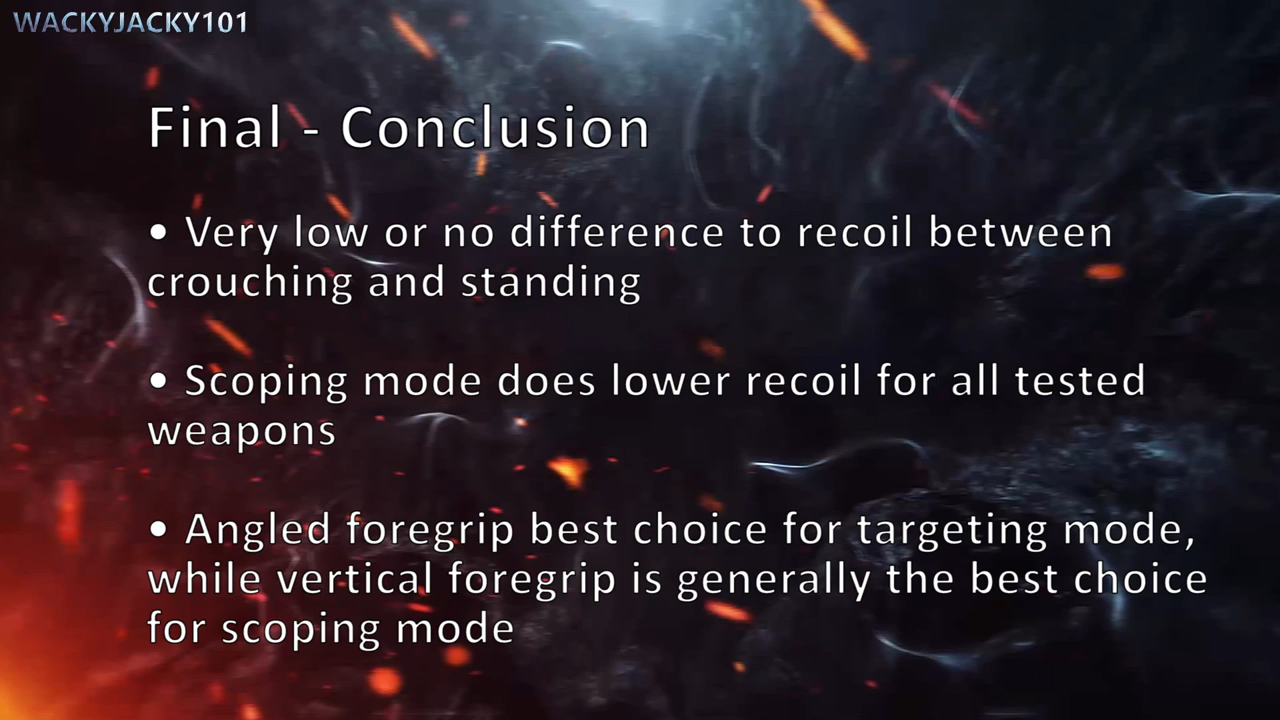 WACKYJACKY101
Final - Conclusion
• Very low or no difference to recoil between
crouching and standing
• Scoping mode does lower recoil for all tested
weapons
• Angled foregrip best choice for targeting mode,
while vertical foregrip is generally the best choice
for scoping mode